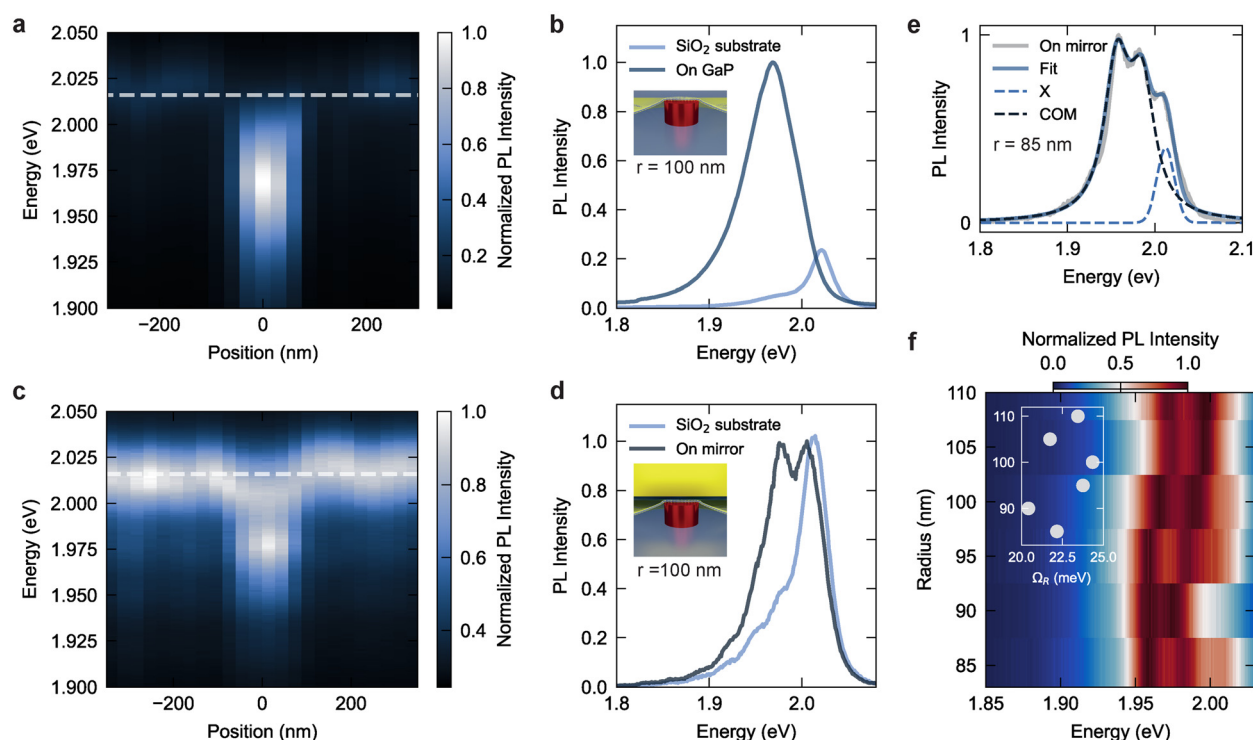 a
2.050
2.025
2.000
1.975
1.950
1.925
1.900
Energy (eV)
−200
0
200
Position (nm)
1.0
0.8
0.6
0.4
0.2
Normalized PL Intensity
b
1.0
0.8
0.6
0.4
0.2
0.0
PL Intensity
SiO₂ substrate
On GaP
r = 100 nm
1.8
1.9
2.0
Energy (eV)
e
1
0
PL Intensity
On mirror
Fit
X
COM
r = 85 nm
1.8
1.9
2.0
2.1
Energy (ev)
c
2.050
2.025
2.000
1.975
1.950
1.925
1.900
Energy (eV)
−200
0
200
Position (nm)
1.0
0.8
0.6
0.4
Normalized PL Intensity
d
1.0
0.8
0.6
0.4
0.2
0.0
PL Intensity
SiO₂ substrate
On mirror
r =100 nm
1.8
1.9
2.0
Energy (eV)
f
Normalized PL Intensity
0.0
0.5
1.0
110
105
100
95
90
85
Radius (nm)
110
100
90
20.0
22.5
25.0
Ω_R (meV)
1.85
1.90
1.95
2.00
Energy (eV)